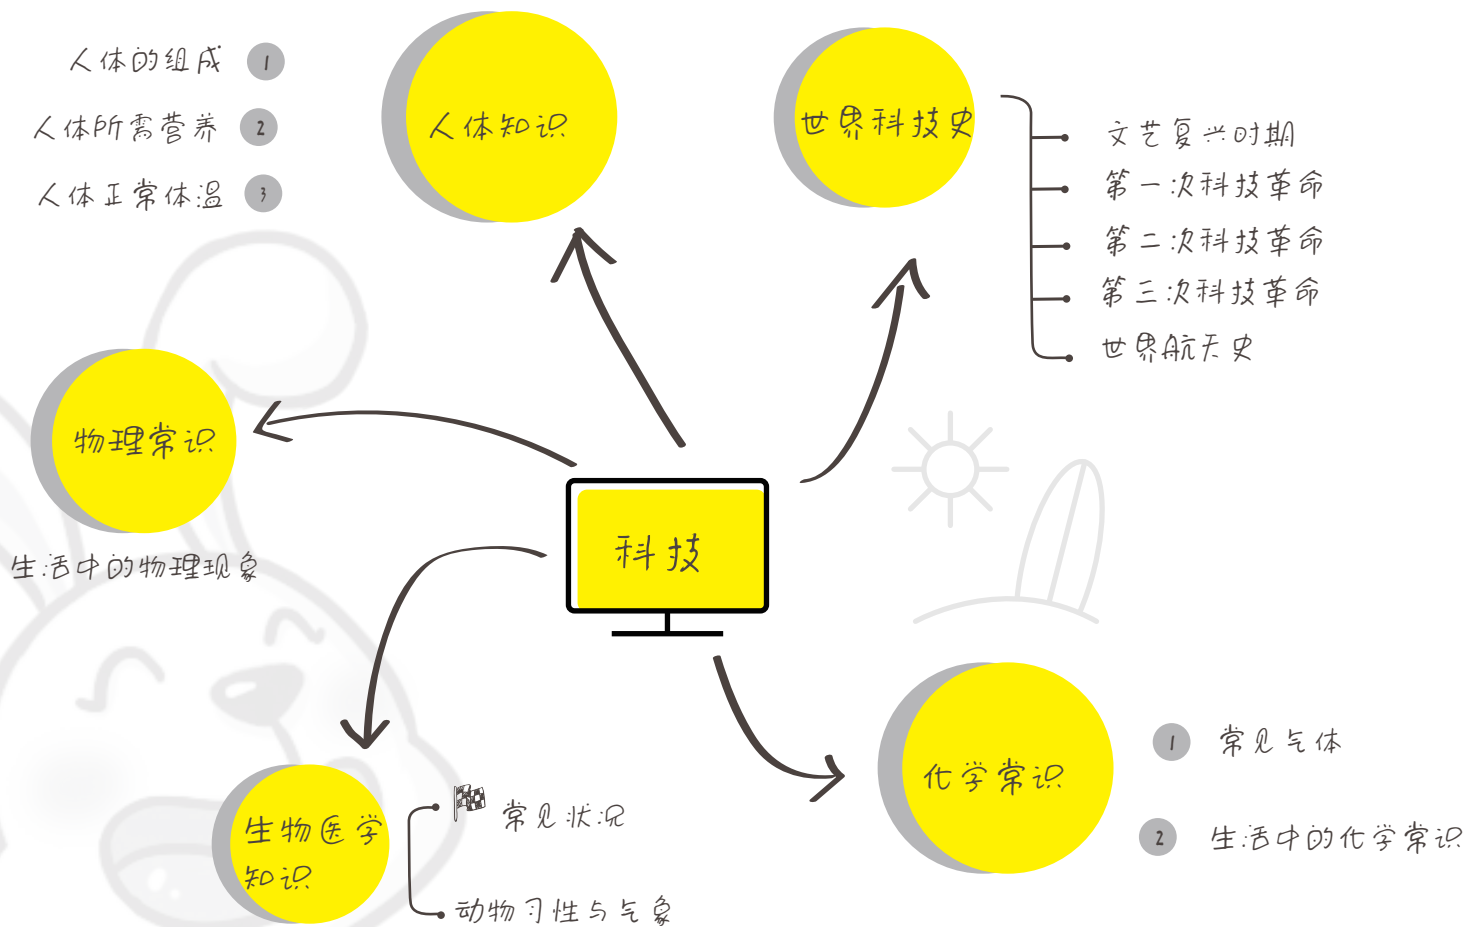 人体的组成 1
人体所需营养 2
人体正常体温 3
人体知识
世界科技史
文艺复兴时期
第一次科技革命
第二次科技革命
第三次科技革命
世界航天史
物理常识
生活中的物理现象
科技
生物医学
知识
常见状况
动物习性与气象
化学常识
1 常见气体
2 生活中的化学常识